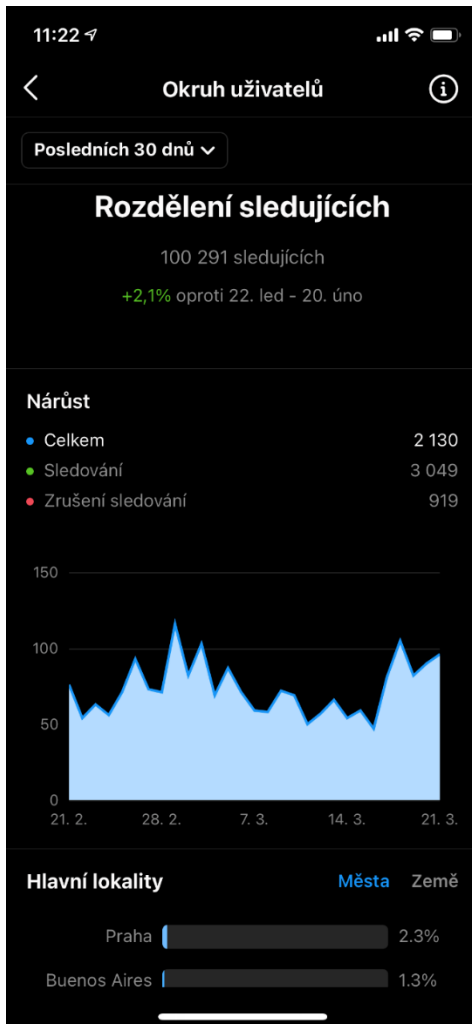 11:22
Okruh uživatelů
Posledních 30 dnů
Rozdělení sledujících
100 291 sledujících
+2,1% oproti 22. led - 20. úno
Nárůst
Celkem 2 130
Sledování 3 049
Zrušení sledování 919
150
100
50
0
21. 2. 28. 2. 7. 3. 14. 3. 21. 3.
Hlavní lokality Města Země
Praha 2.3%
Buenos Aires 1.3%